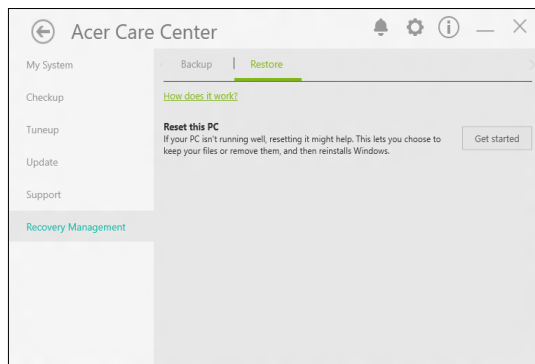 Acer Care Center
My System
Checkup
Tuneup
Update
Support
Recovery Management
Backup
Restore
How does it work?
Reset this PC
If your PC isn't running well, resetting it might help. This lets you choose to
keep your files or remove them, and then reinstalls Windows.
Get started